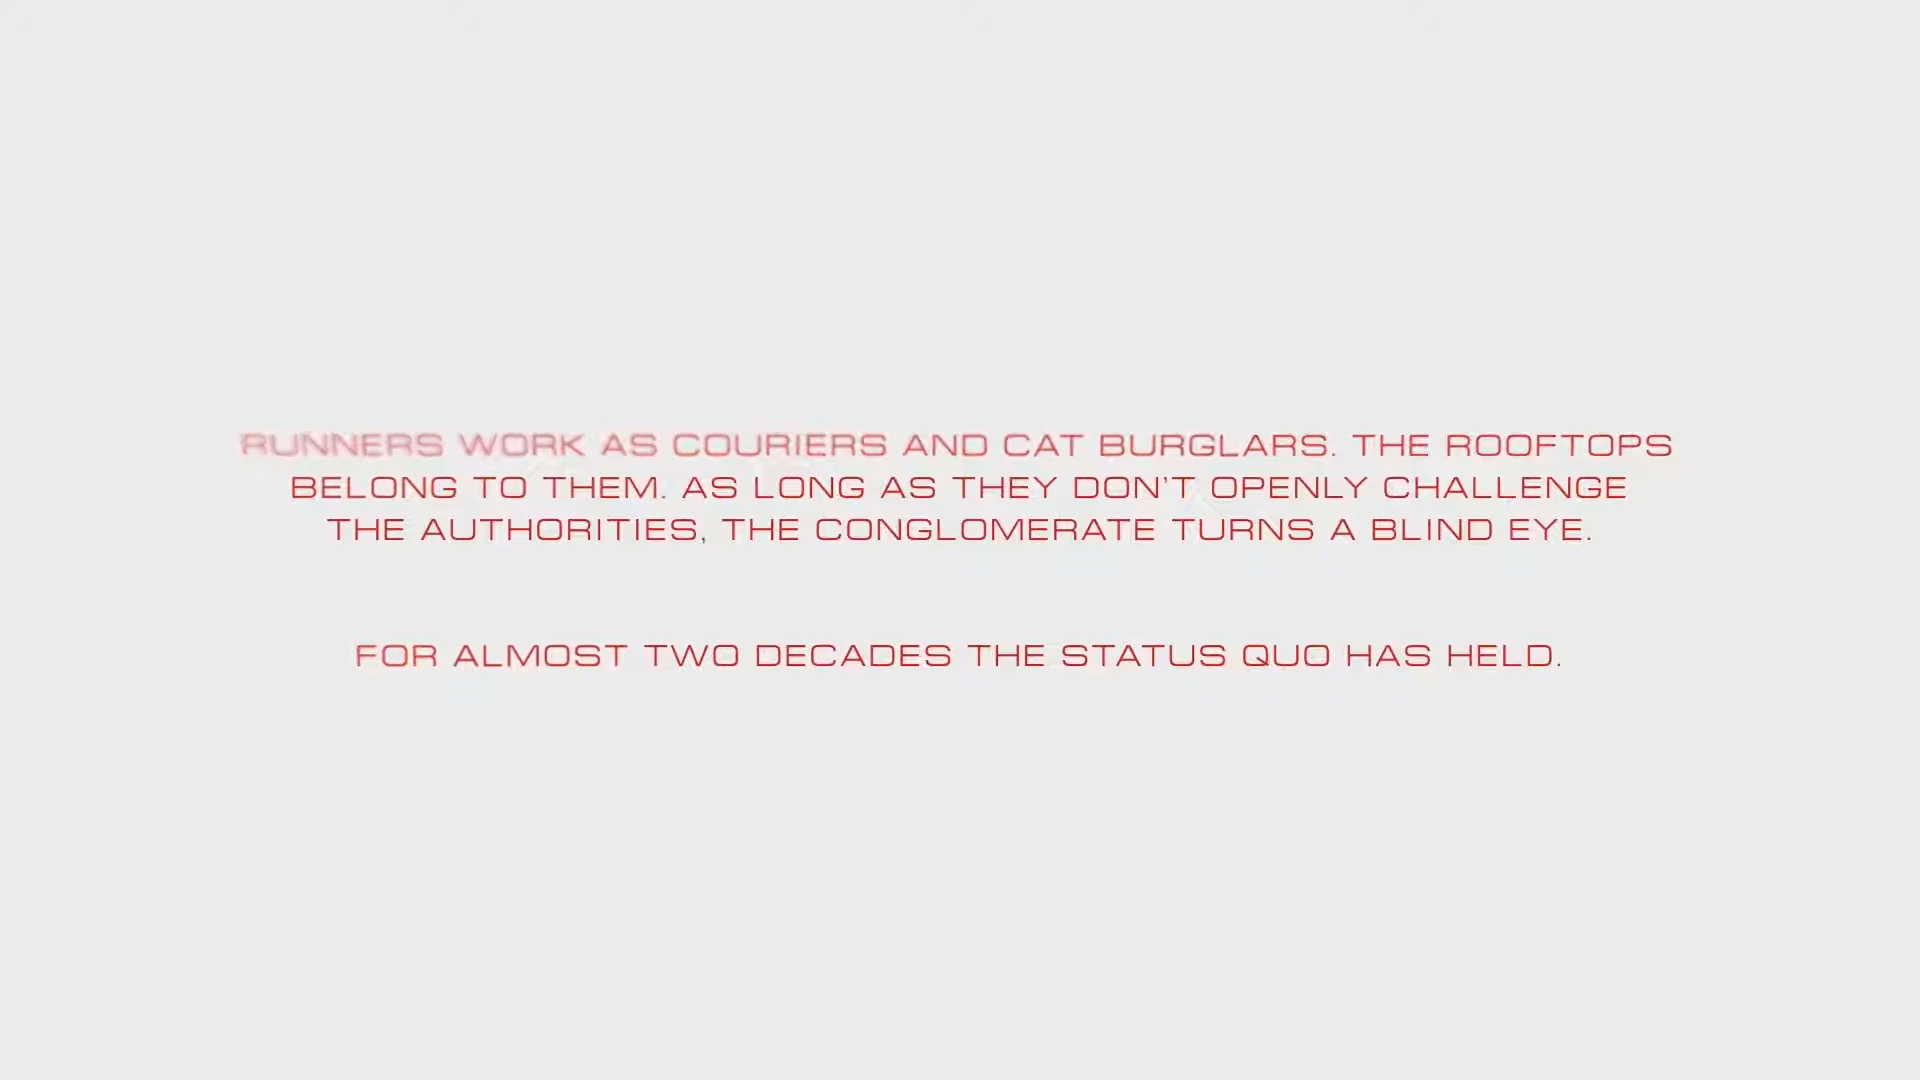 RUNNERS WORK AS COURIERS AND CAT BURGLARS. THE ROOFTOPS
BELONG TO THEM. AS LONG AS THEY DON'T OPENLY CHALLENGE
THE AUTHORITIES, THE CONGLOMERATE TURNS A BLIND EYE.
FOR ALMOST TWO DECADES THE STATUS QUO HAS HELD.